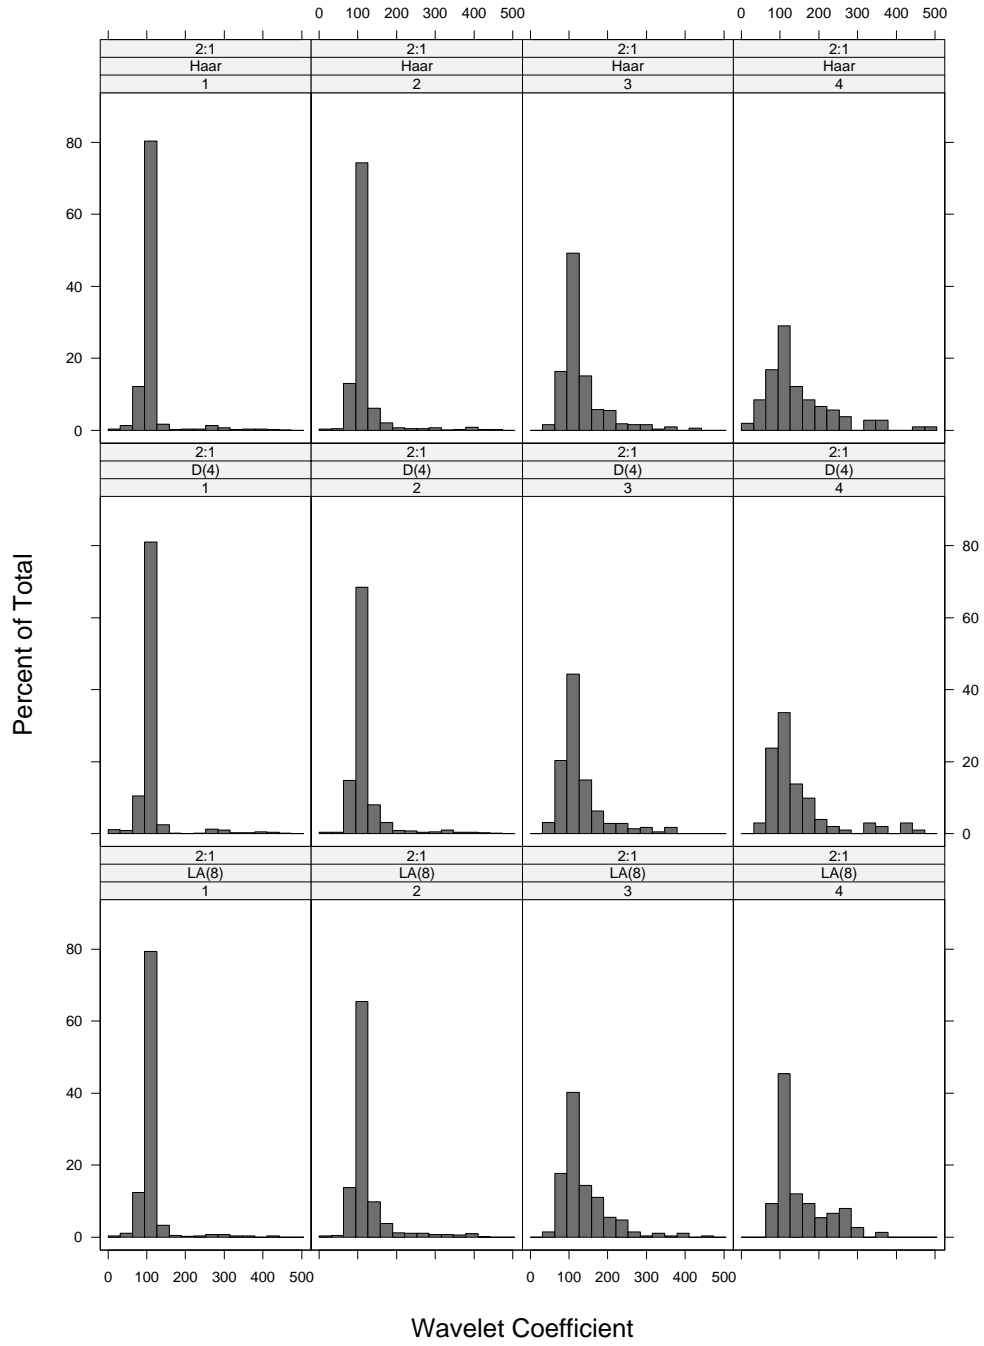 0 100 200 300 400 500
0 100 200 300 400 500
2:1 2:1 2:1 2:1
Haar Haar Haar Haar
1 2 3 4
80
60
40
20
0
2:1 2:1 2:1 2:1
D(4) D(4) D(4) D(4)
1 2 3 4
80
60
40
20
0
2:1 2:1 2:1 2:1
LA(8) LA(8) LA(8) LA(8)
1 2 3 4
80
60
40
20
0
0 100 200 300 400 500
0 100 200 300 400 500
Percent of Total
Wavelet Coefficient